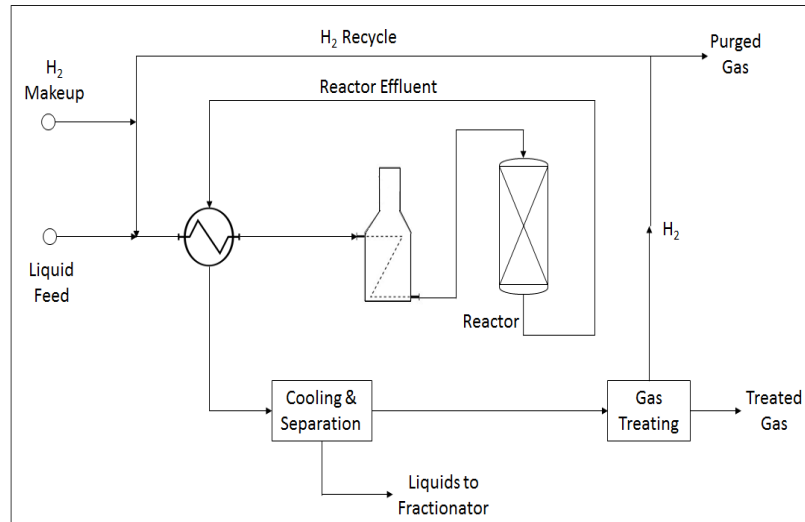 H₂ Recycle
Purged
Gas
H₂
Makeup
Reactor Effluent
H₂
Liquid
Feed
Reactor
Cooling &
Separation
Gas
Treating
Treated
Gas
Liquids to
Fractionator